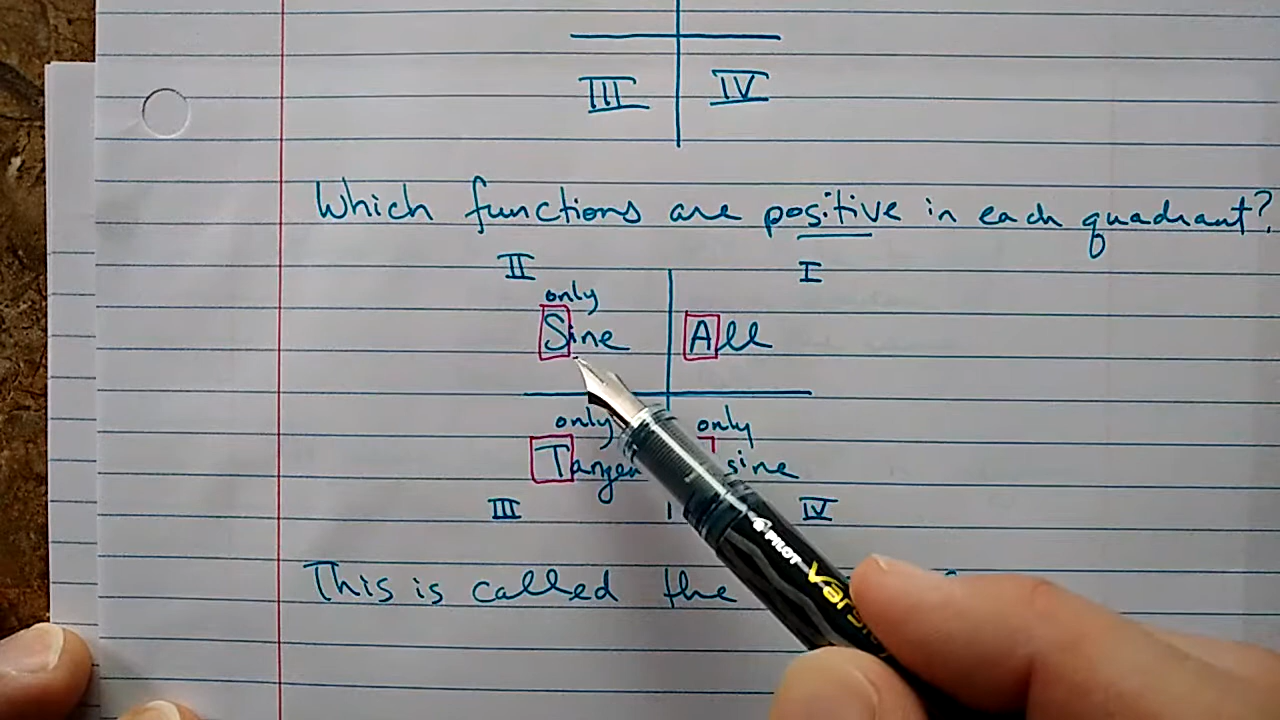 III IV
Which functions are positive in each quadrant?
II I
only
Sine All
only only
sine
III IV
This is called the
PILOT